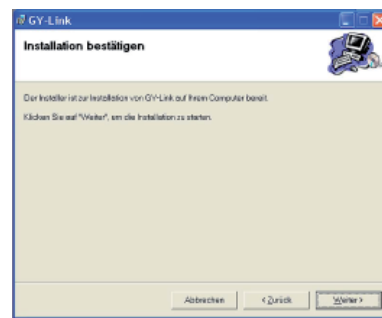 GY-Link
Installation bestätigen
Der Installer ist zur Installation von GY-Link auf Ihrem Computer bereit.
Klicken Sie auf "Weiter", um die Installation zu starten.
Abbrechen
<Zurück
Weiter>